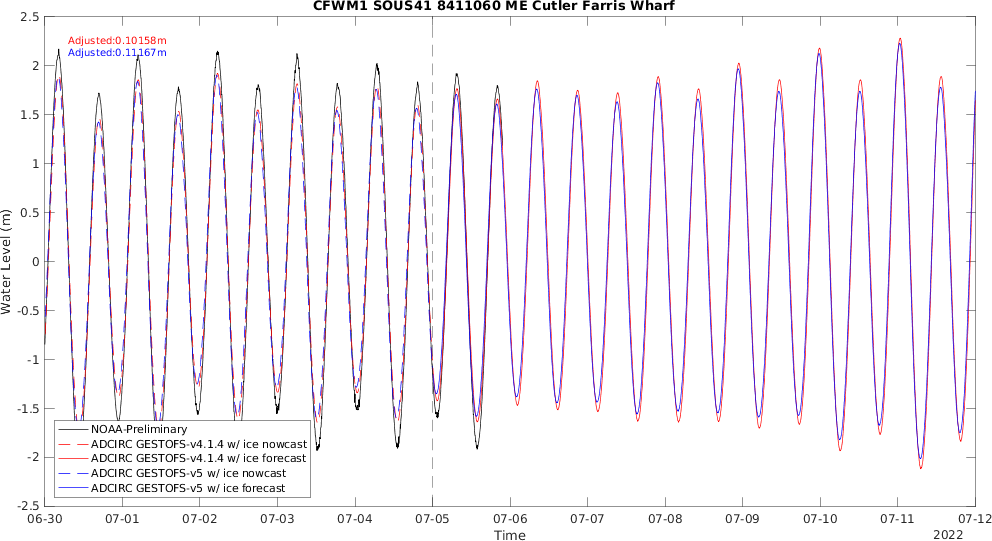 CFWM1 SOUS41 8411060 ME Cutler Farris Wharf
Adjusted:0.10158m
Adjusted:0.11167m
2.5
2
1.5
1
0.5
0
-0.5
-1
-1.5
-2
-2.5
Water Level (m)
NOAA-Preliminary
ADCIRC GESTOFS-v4.1.4 w/ ice nowcast
ADCIRC GESTOFS-v4.1.4 w/ ice forecast
ADCIRC GESTOFS-v5 w/ ice nowcast
ADCIRC GESTOFS-v5 w/ ice forecast
06-30 07-01 07-02 07-03 07-04 07-05 07-06 07-07 07-08 07-09 07-10 07-11 07-12
Time
2022